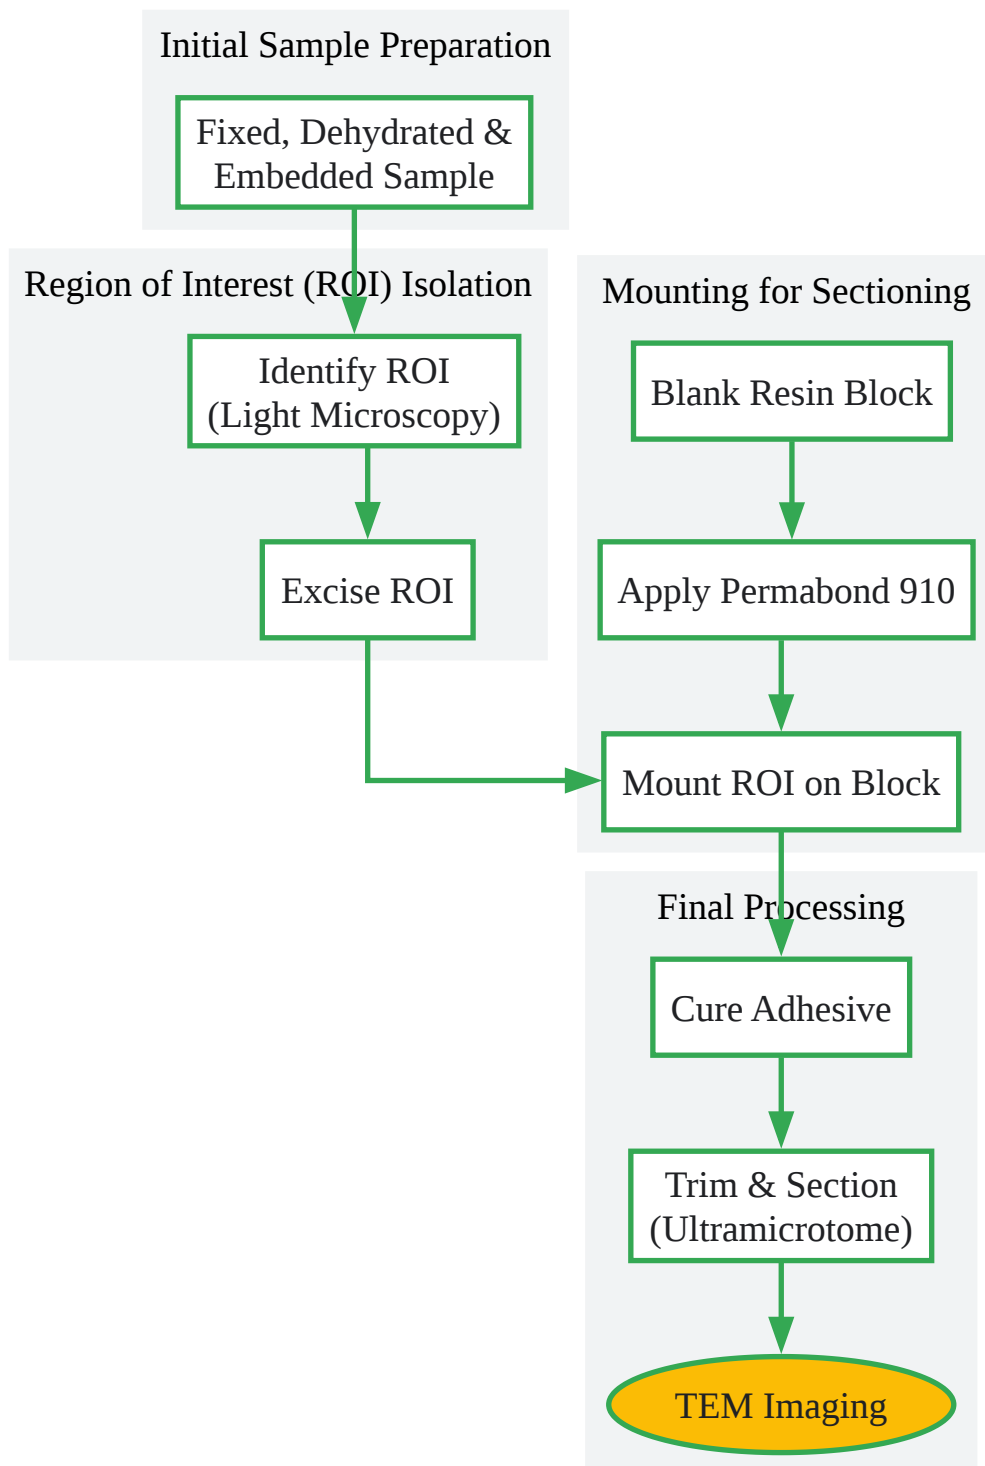 Initial Sample Preparation
Fixed, Dehydrated &
Embedded Sample
Region of Interest (ROI) Isolation
Identify ROI
(Light Microscopy)
Excise ROI
Mounting for Sectioning
Blank Resin Block
Apply Permabond 910
Mount ROI on Block
Final Processing
Cure Adhesive
Trim & Section
(Ultramicrotome)
TEM Imaging